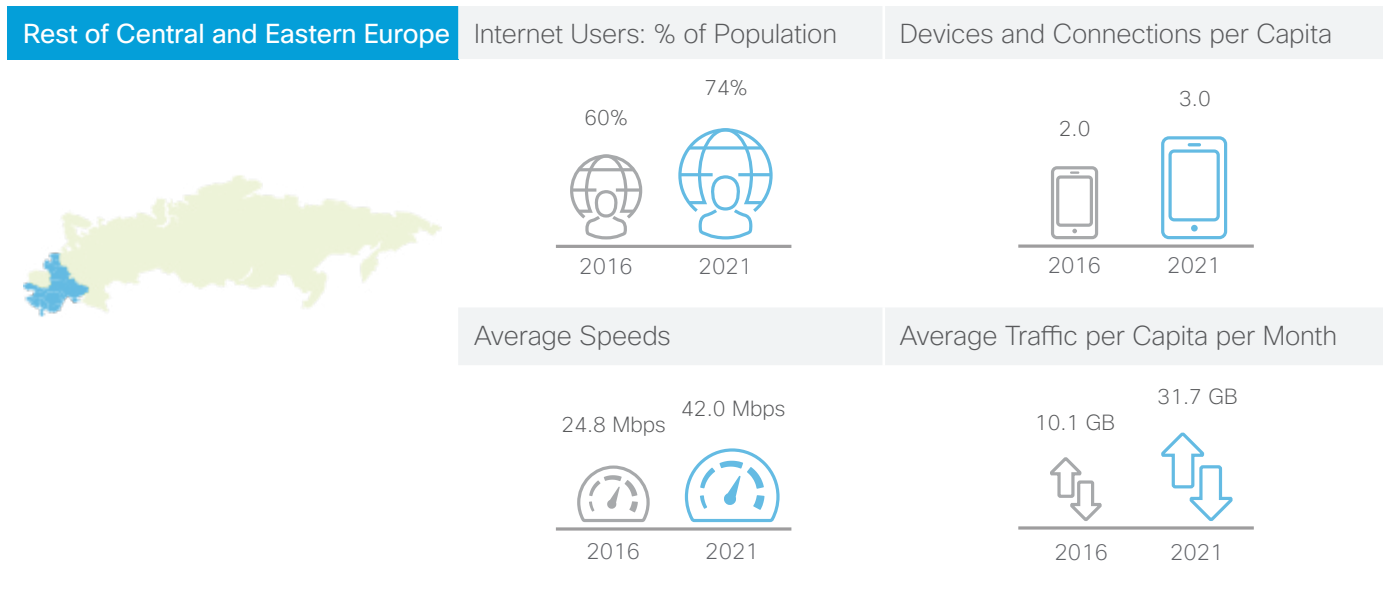 Rest of Central and Eastern Europe
Internet Users: % of Population
Devices and Connections per Capita
60%
74%
2016
2021
2.0
3.0
2016
2021
Average Speeds
Average Traffic per Capita per Month
24.8 Mbps
42.0 Mbps
2016
2021
10.1 GB
31.7 GB
2016
2021